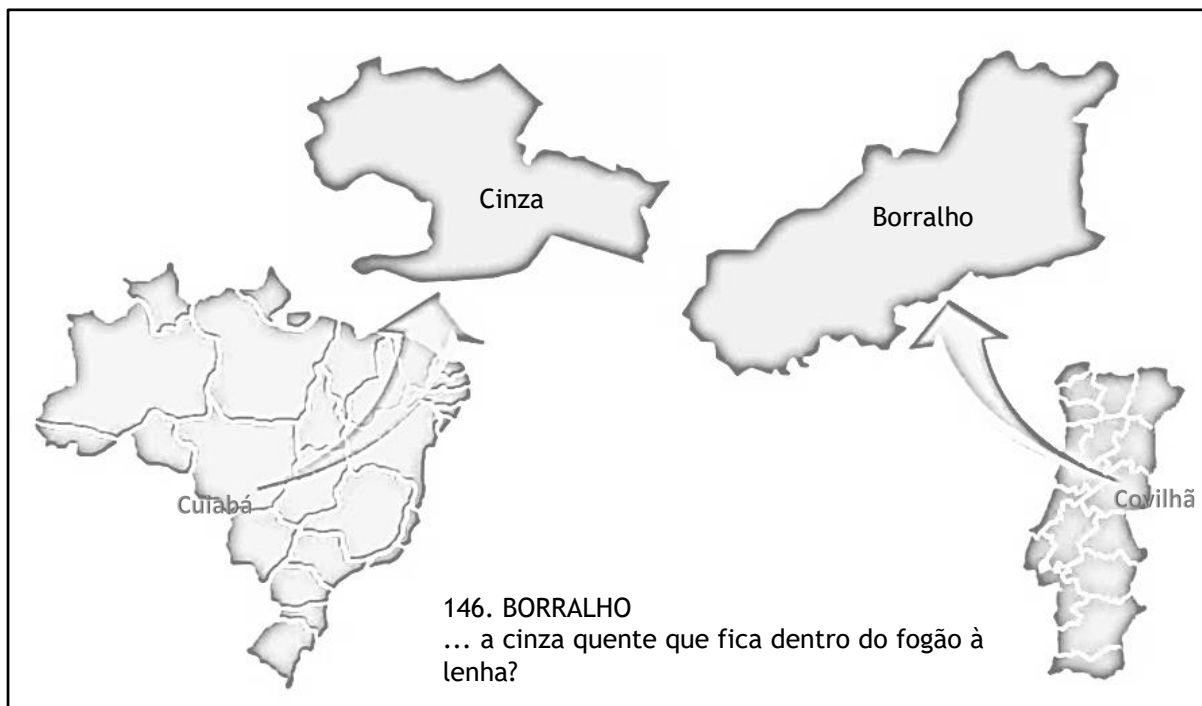 Cinza
Borralho
Cuiabá
Covilhã
146. BORRALHO
... a cinza quente que fica dentro do fogão à
lenha?